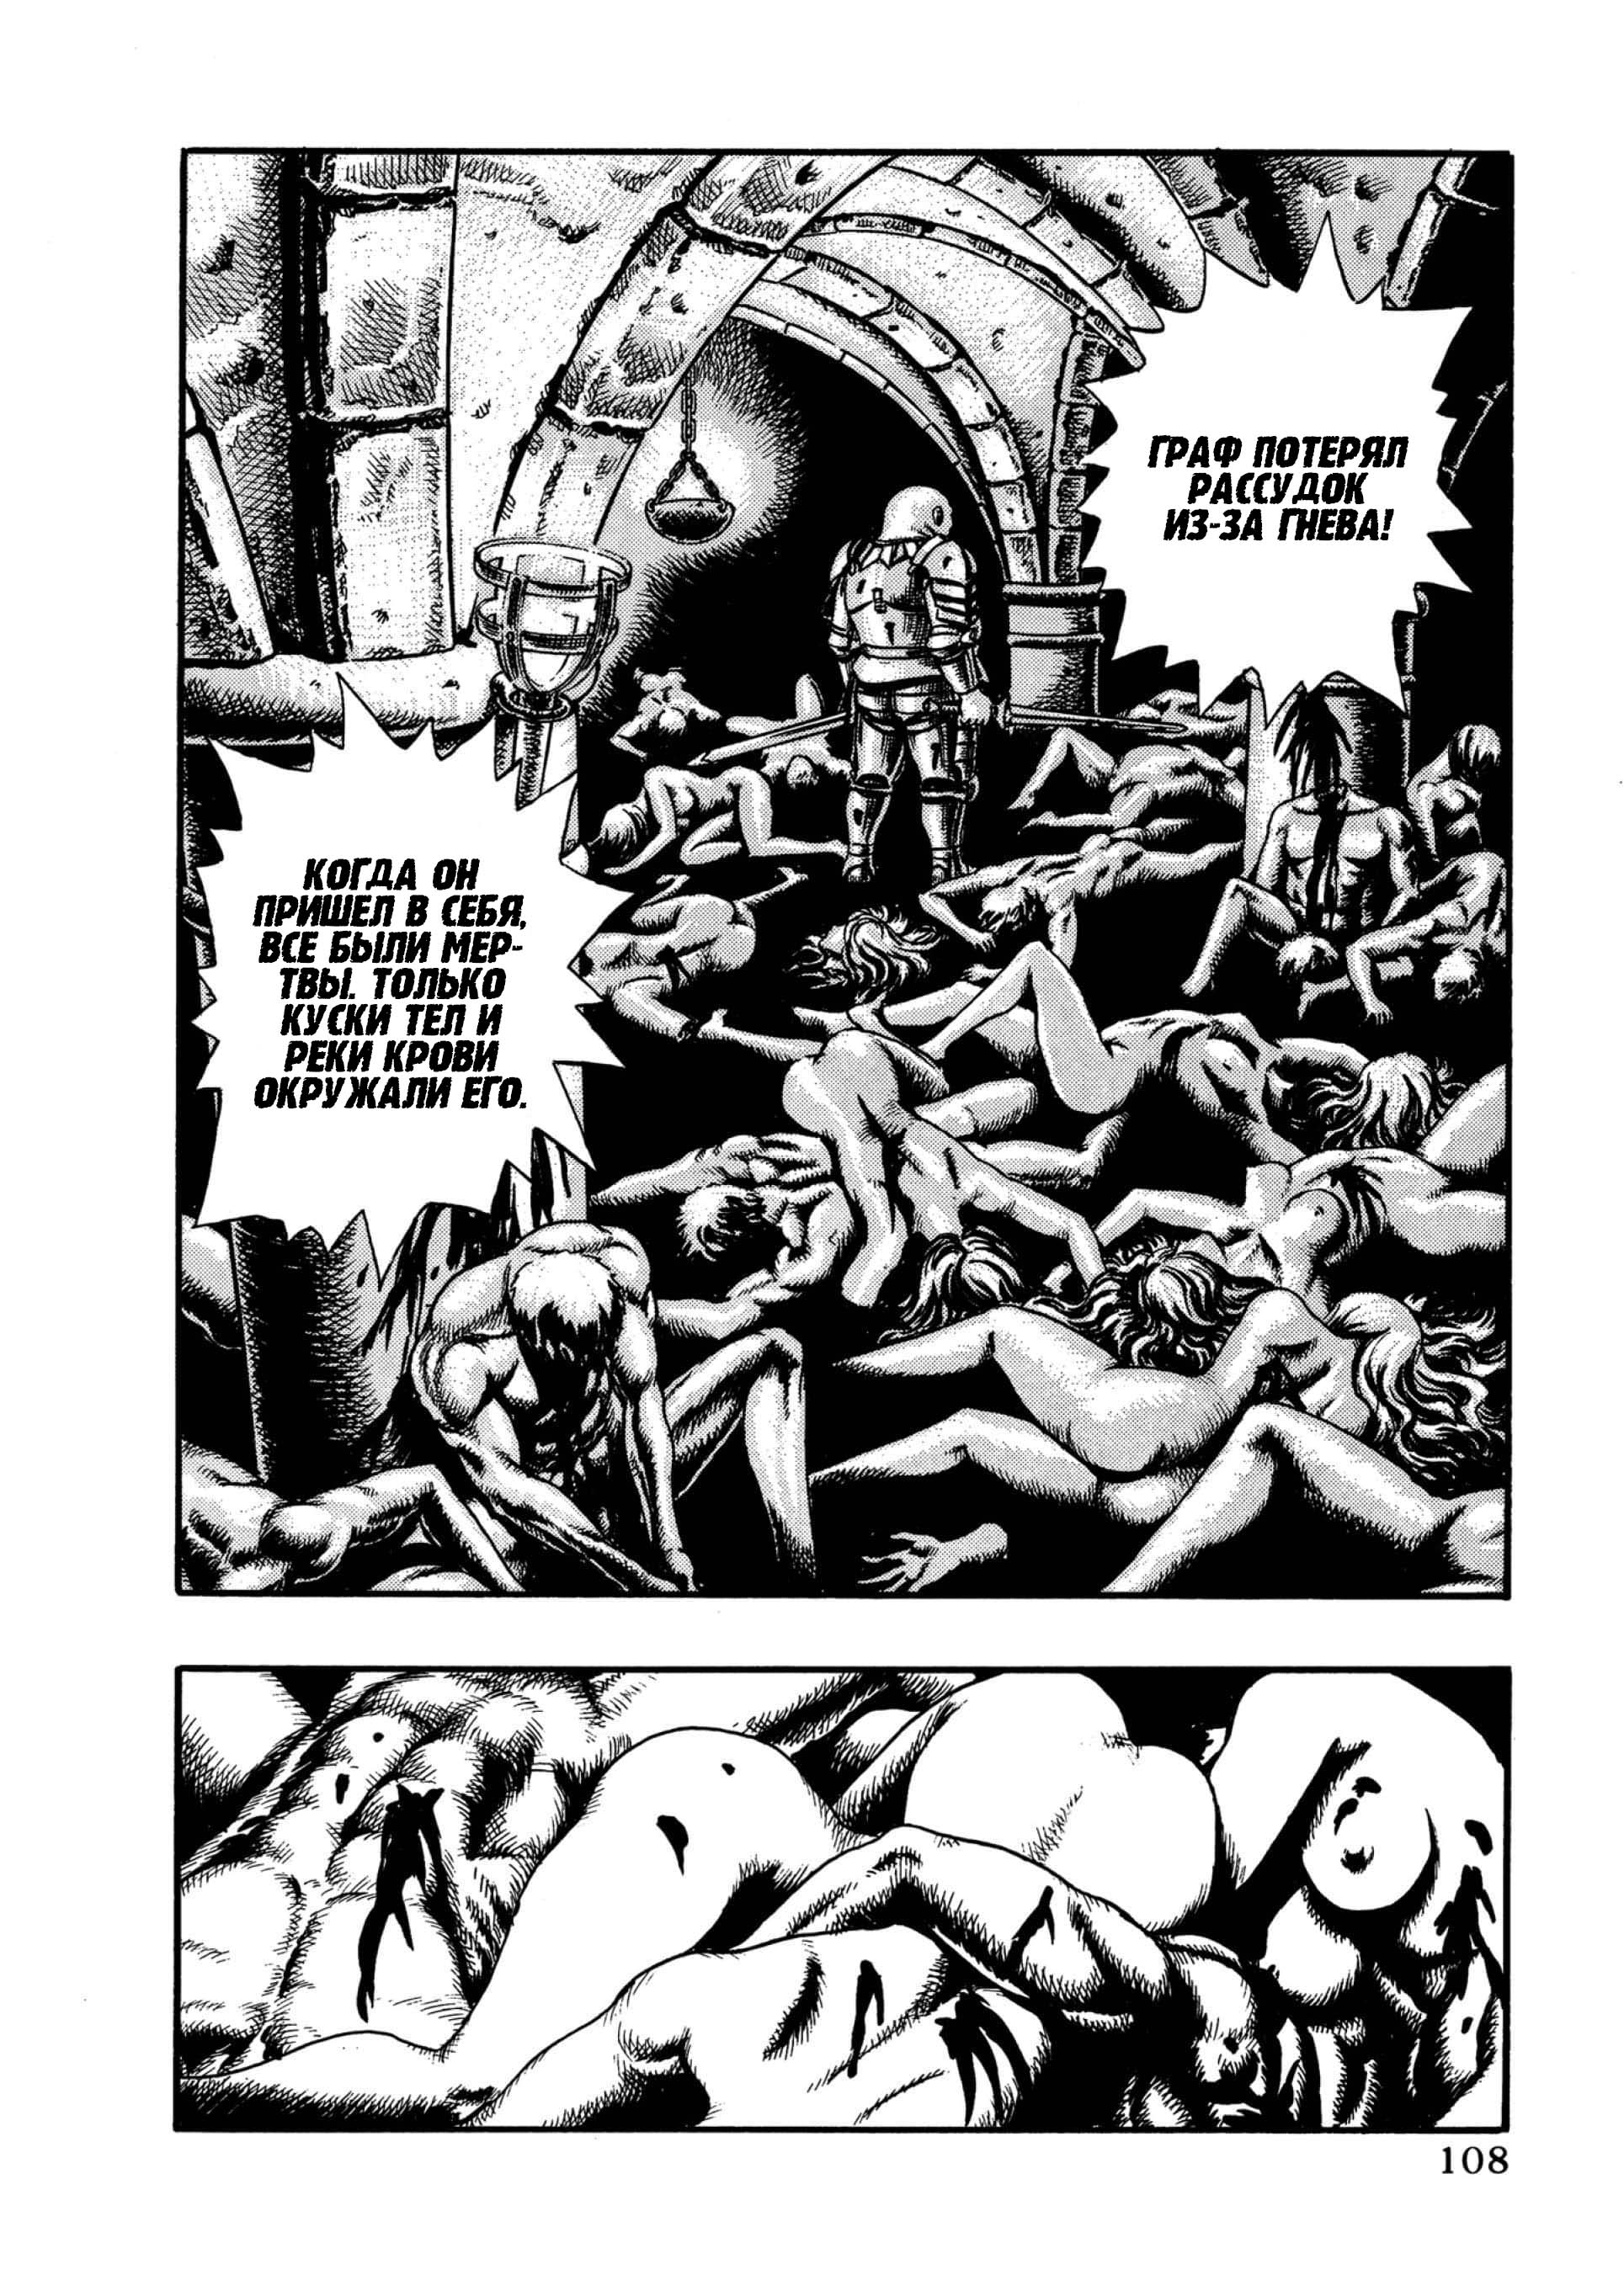 ГРАФ ПОТЕРЯЛ
РАССУДОК
ИЗ-ЗА ГНЕВА!
КОГДА ОН
ПРИШЕЛ В СЕБЯ,
ВСЕ БЫЛИ МЕР-
ТВЫ. ТОЛЬКО
КУСКИ ТЕЛ И
РЕКИ КРОВИ
ОКРУЖАЛИ ЕГО.
108